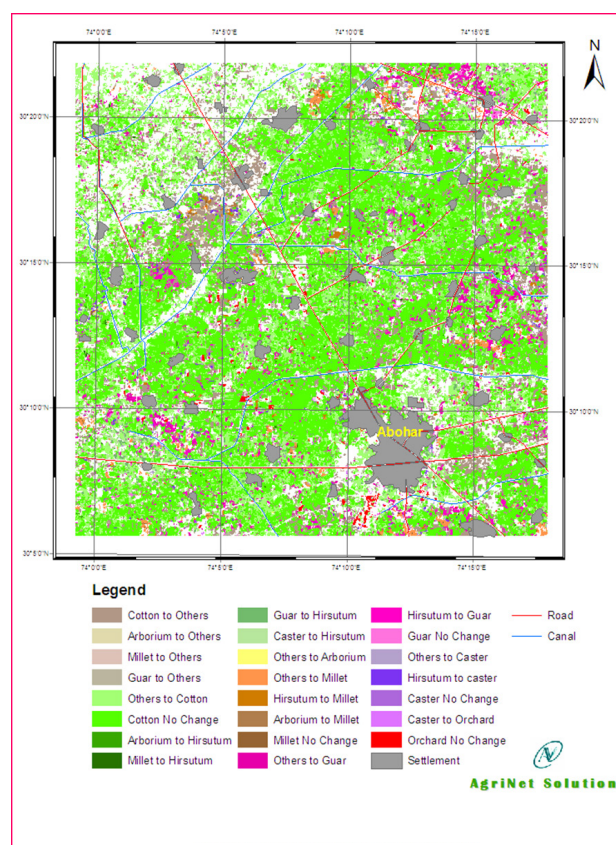 N
74°0'0"E 74°5'0"E 74°10'0"E 74°15'0"E
30°20'0"N 30°20'0"N
30°15'0"N 30°15'0"N
30°10'0"N 30°10'0"N
Abohar
30°5'0"N 30°5'0"N
74°0'0"E 74°5'0"E 74°10'0"E 74°15'0"E
Legend
Cotton to Others
Arborium to Others
Millet to Others
Guar to Others
Others to Cotton
Cotton No Change
Arborium to Hirsutum
Millet to Hirsutum
Guar to Hirsutum
Caster to Hirsutum
Others to Arborium
Others to Millet
Hirsutum to Millet
Arborium to Millet
Millet No Change
Others to Guar
Hirsutum to Guar
Guar No Change
Others to Caster
Hirsutum to caster
Caster No Change
Caster to Orchard
Orchard No Change
Settlement
Road
Canal
AgriNet Solution